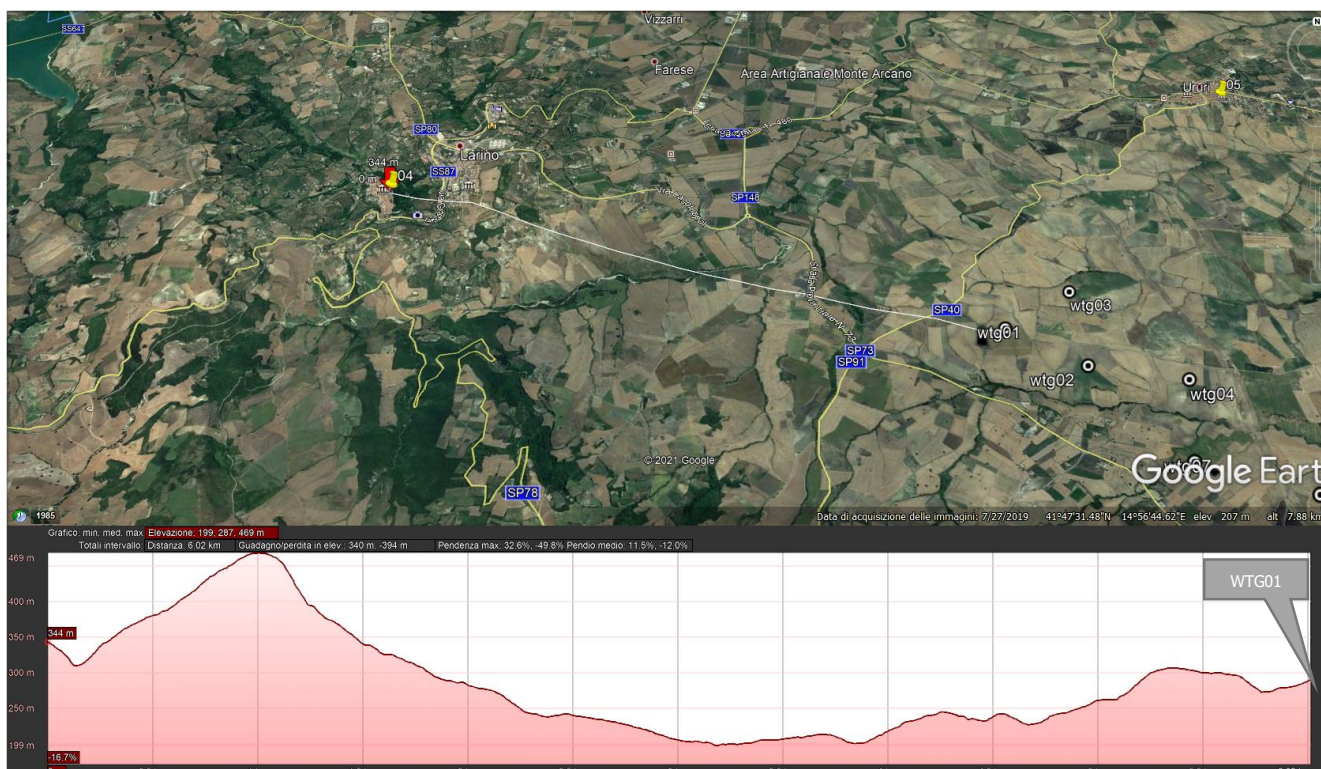 Vizzarri
SS647
Farese
Area Artigianale Monte Arcano
Ururi
05
SP80
Larino
SS87
344 m
0 m
04
SP148
SP40
wtg03
wtg01
SP73
SP91
wtg02
wtg04
© 2021 Google
SP78
Google Eart
1985
Data di acquisizione delle immagini: 7/27/2019 41°47'31.48"N 14°56'44.62"E elev 207 m alt 7.88 km
Grafico: min. med. max Elevazione: 199, 287, 469 m
Totali intervallo: Distanza: 6.02 km Guadagno/perdita in elev.: 340 m. -394 m Pendenza max: 32.6%, -49.8% Pendio medio: 11.5%, -12.0%
469 m
WTG01
400 m
350 m
344 m
300 m
250 m
199 m
-16.7%